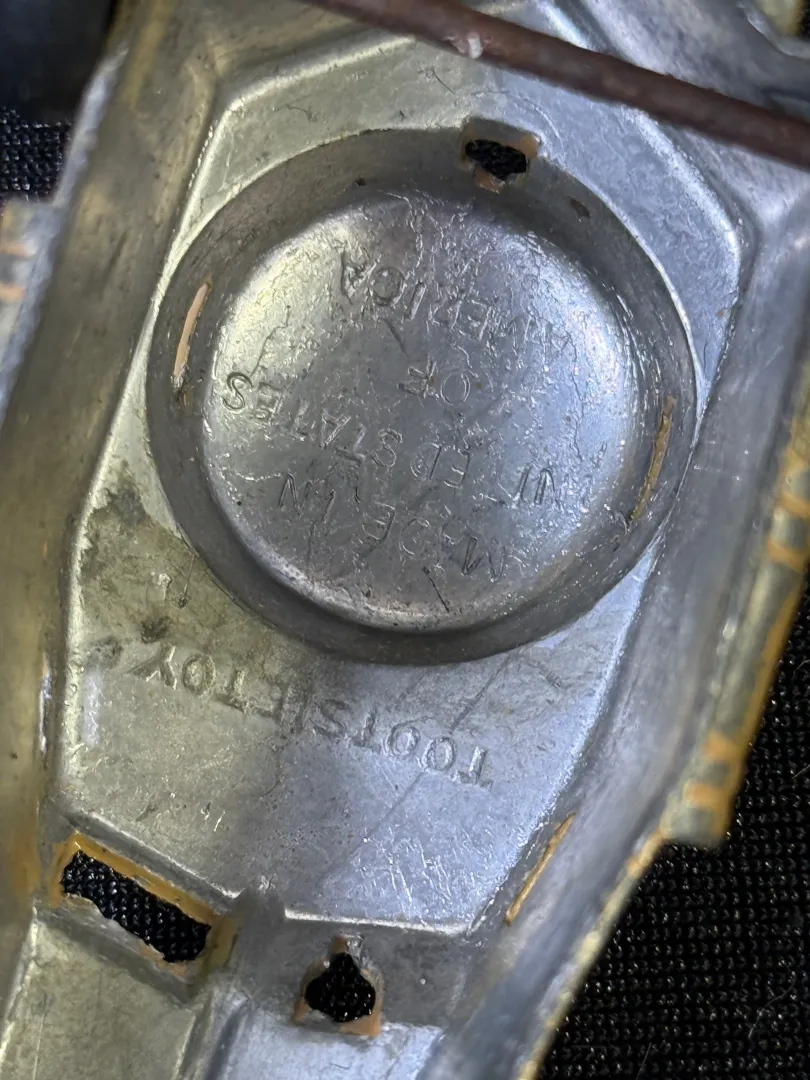 TOOTSIETOY
MADE IN
UNITED STATES
OF
AMERICA